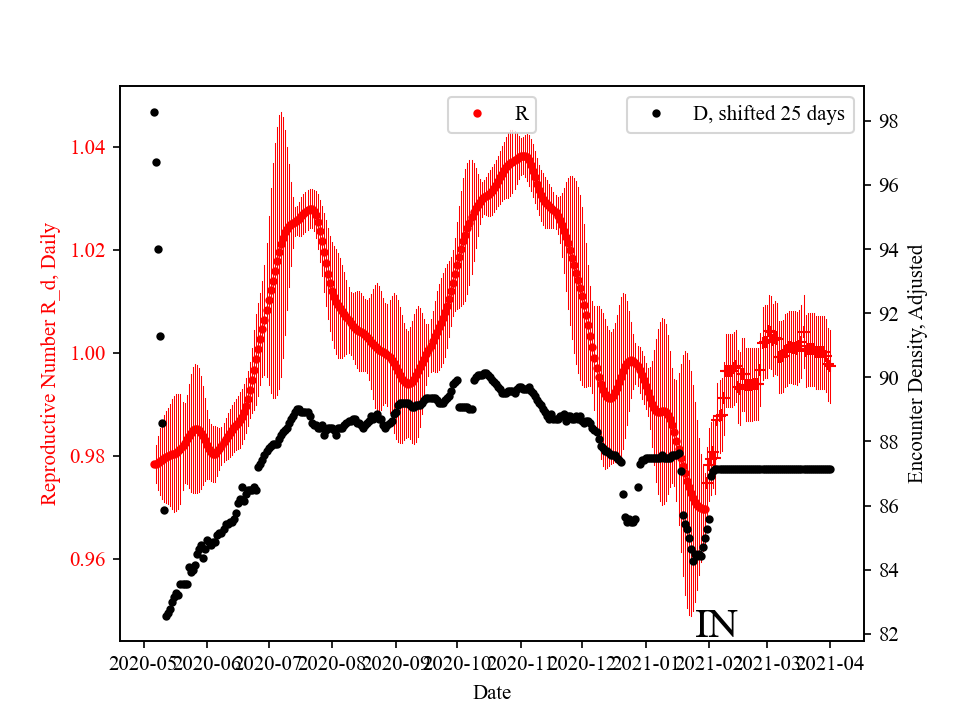 R
D, shifted 25 days
1.04
1.02
1.00
0.98
0.96
Reproductive Number R_d, Daily
98
96
94
92
90
88
86
84
82
Encounter Density, Adjusted
IN
2020-05 2020-06 2020-07 2020-08 2020-09 2020-10 2020-11 2020-12 2021-01 2021-02 2021-03 2021-04
Date